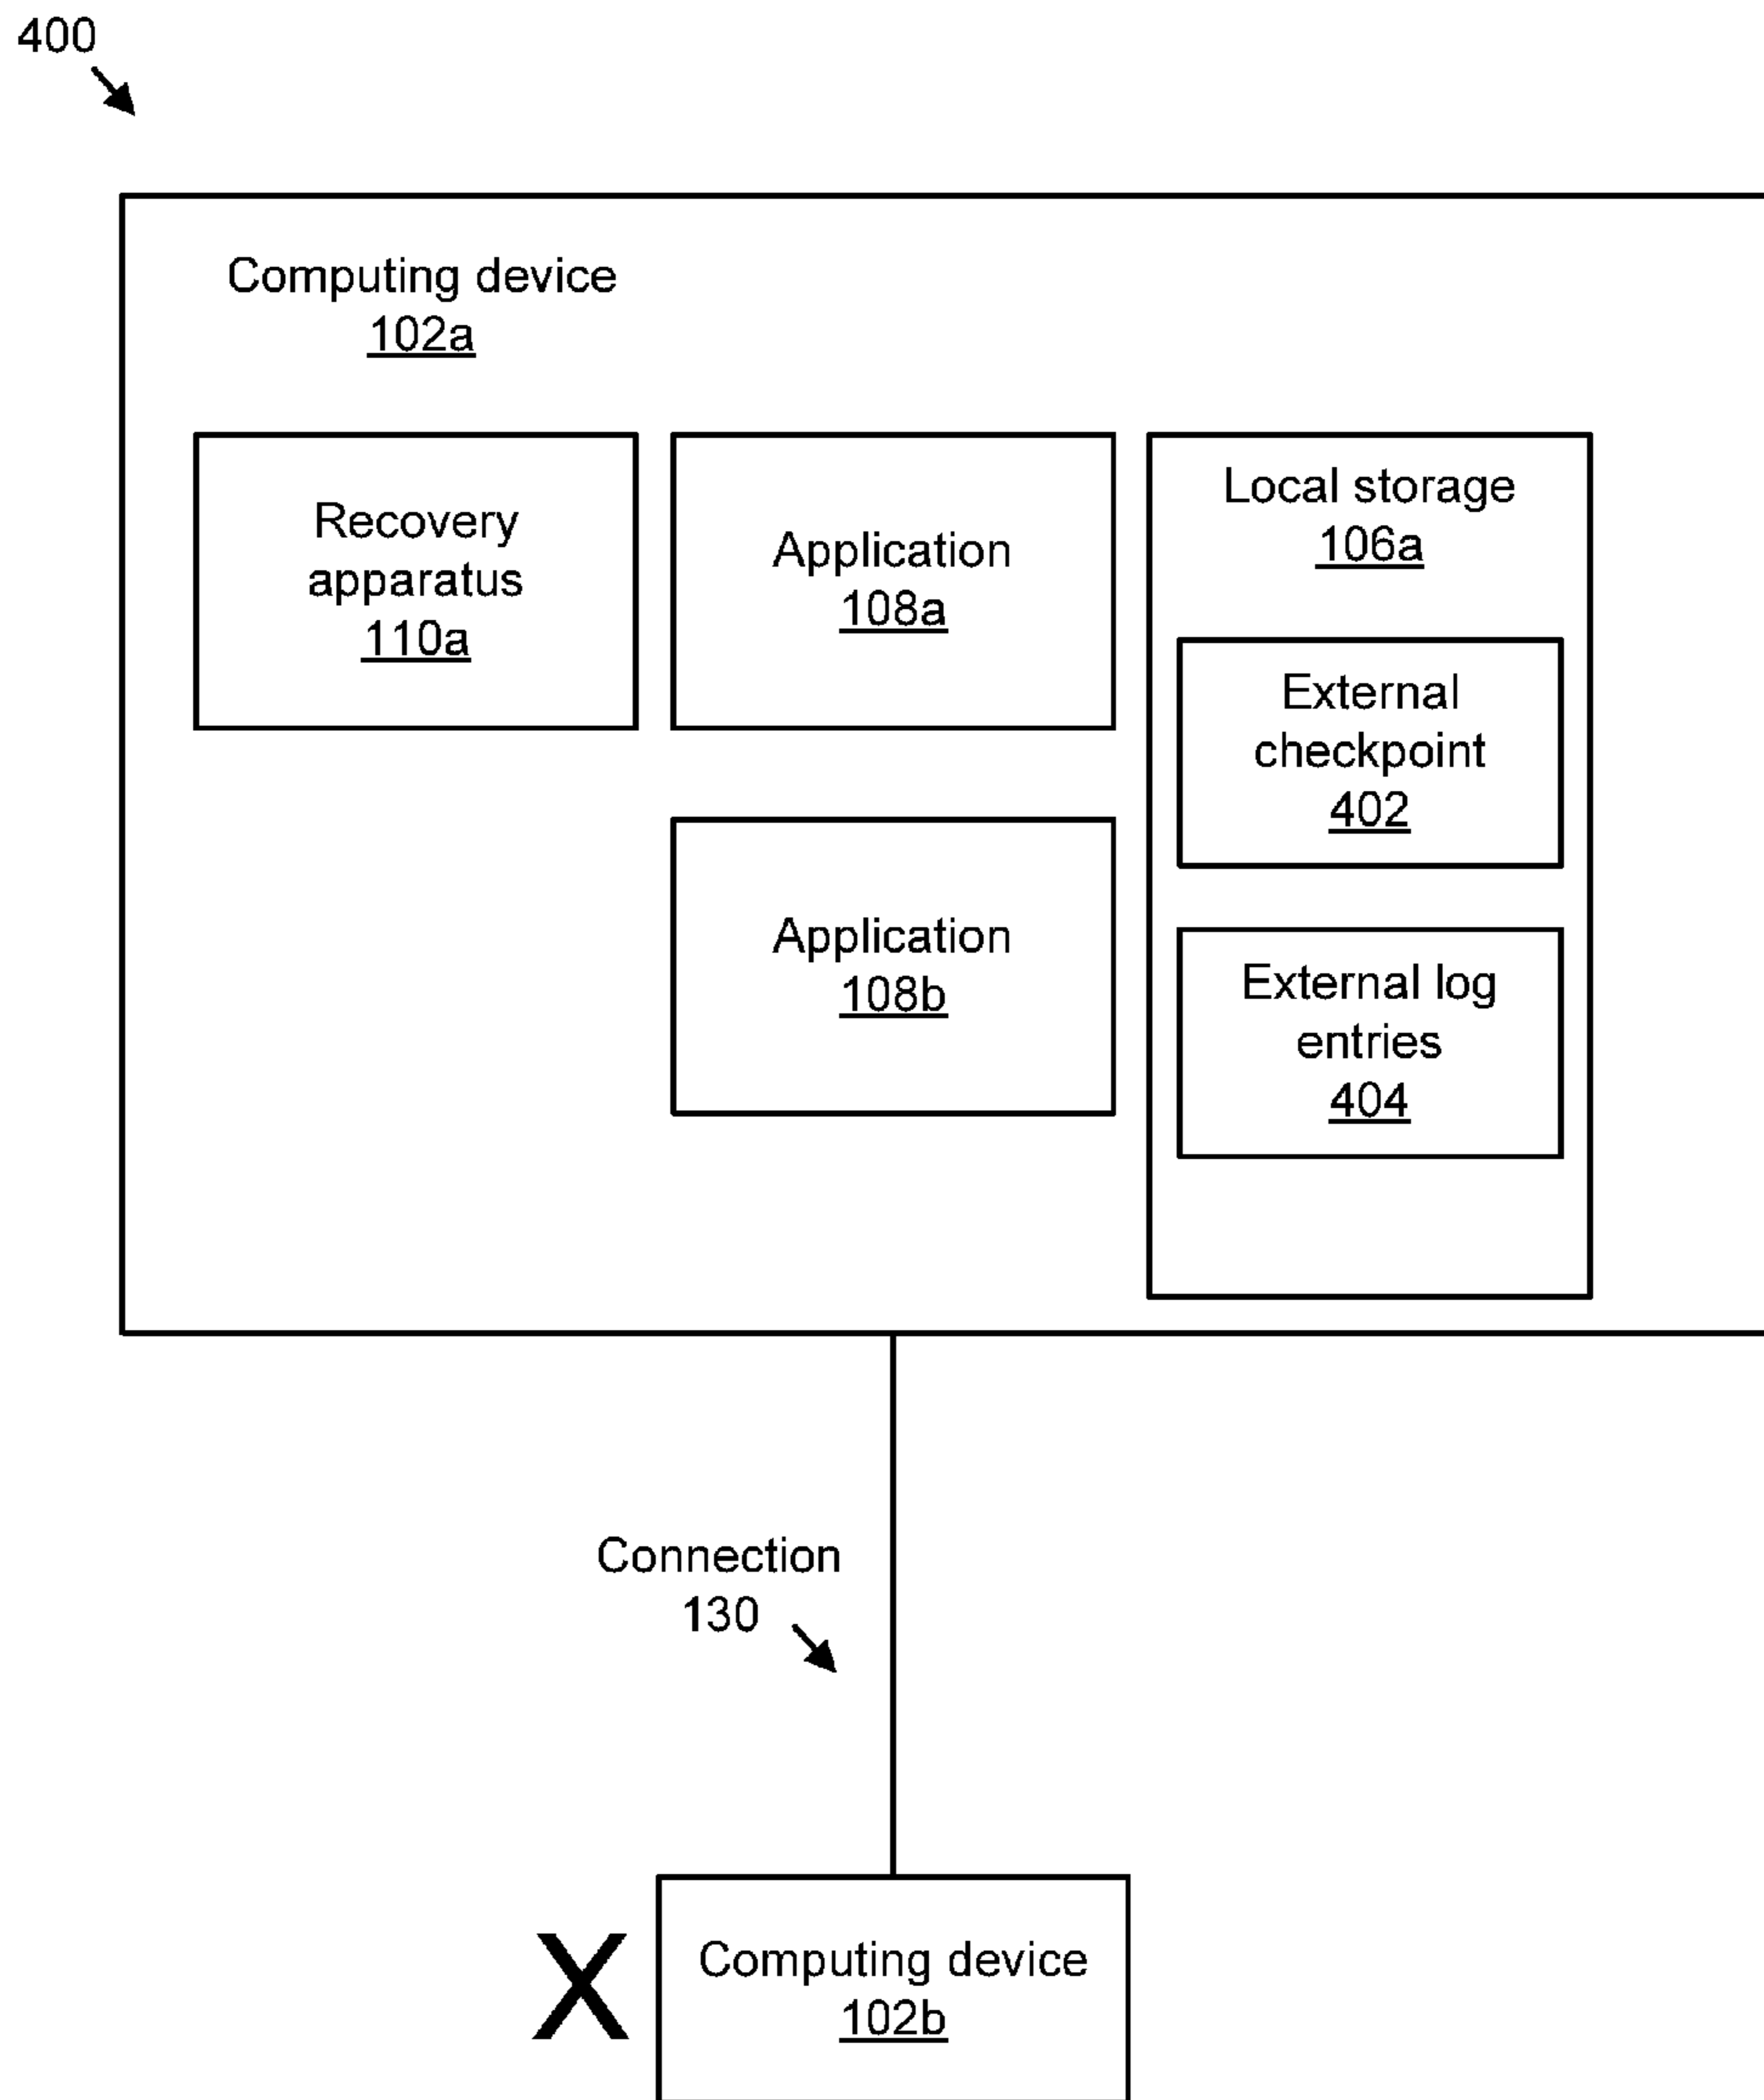 400
Computing device
102a
Recovery
apparatus
110a
Application
108a
Local storage
106a
External
checkpoint
402
Application
108b
External log
entries
404
Connection
130
X
Computing device
102b